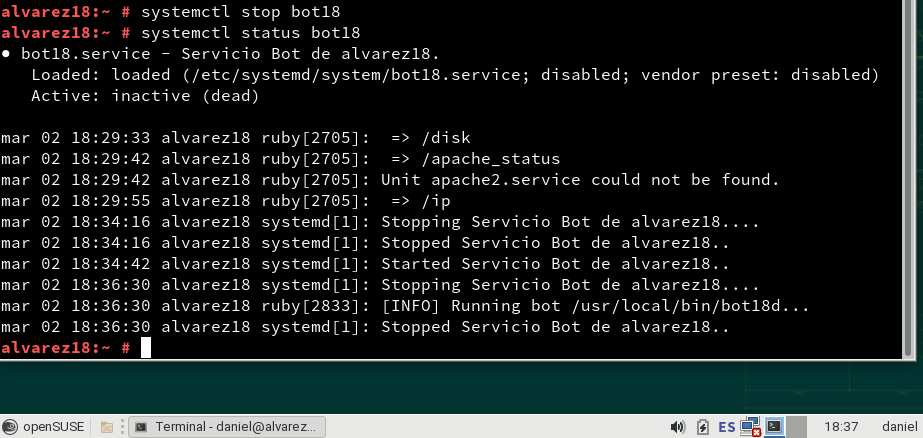 alvarez18:~ # systemctl stop bot18
alvarez18:~ # systemctl status bot18
● bot18.service - Servicio Bot de alvarez18.
   Loaded: loaded (/etc/systemd/system/bot18.service; disabled; vendor preset: disabled)
   Active: inactive (dead)
mar 02 18:29:33 alvarez18 ruby[2705]:  => /disk
mar 02 18:29:42 alvarez18 ruby[2705]:  => /apache_status
mar 02 18:29:42 alvarez18 ruby[2705]: Unit apache2.service could not be found.
mar 02 18:29:55 alvarez18 ruby[2705]:  => /ip
mar 02 18:34:16 alvarez18 systemd[1]: Stopping Servicio Bot de alvarez18....
mar 02 18:34:16 alvarez18 systemd[1]: Stopped Servicio Bot de alvarez18..
mar 02 18:34:42 alvarez18 systemd[1]: Started Servicio Bot de alvarez18..
mar 02 18:36:30 alvarez18 systemd[1]: Stopping Servicio Bot de alvarez18....
mar 02 18:36:30 alvarez18 ruby[2833]: [INFO] Running bot /usr/local/bin/bot18d...
mar 02 18:36:30 alvarez18 systemd[1]: Stopped Servicio Bot de alvarez18..
alvarez18:~ #
openSUSE Terminal - daniel@alvarez... ES 18:37 daniel